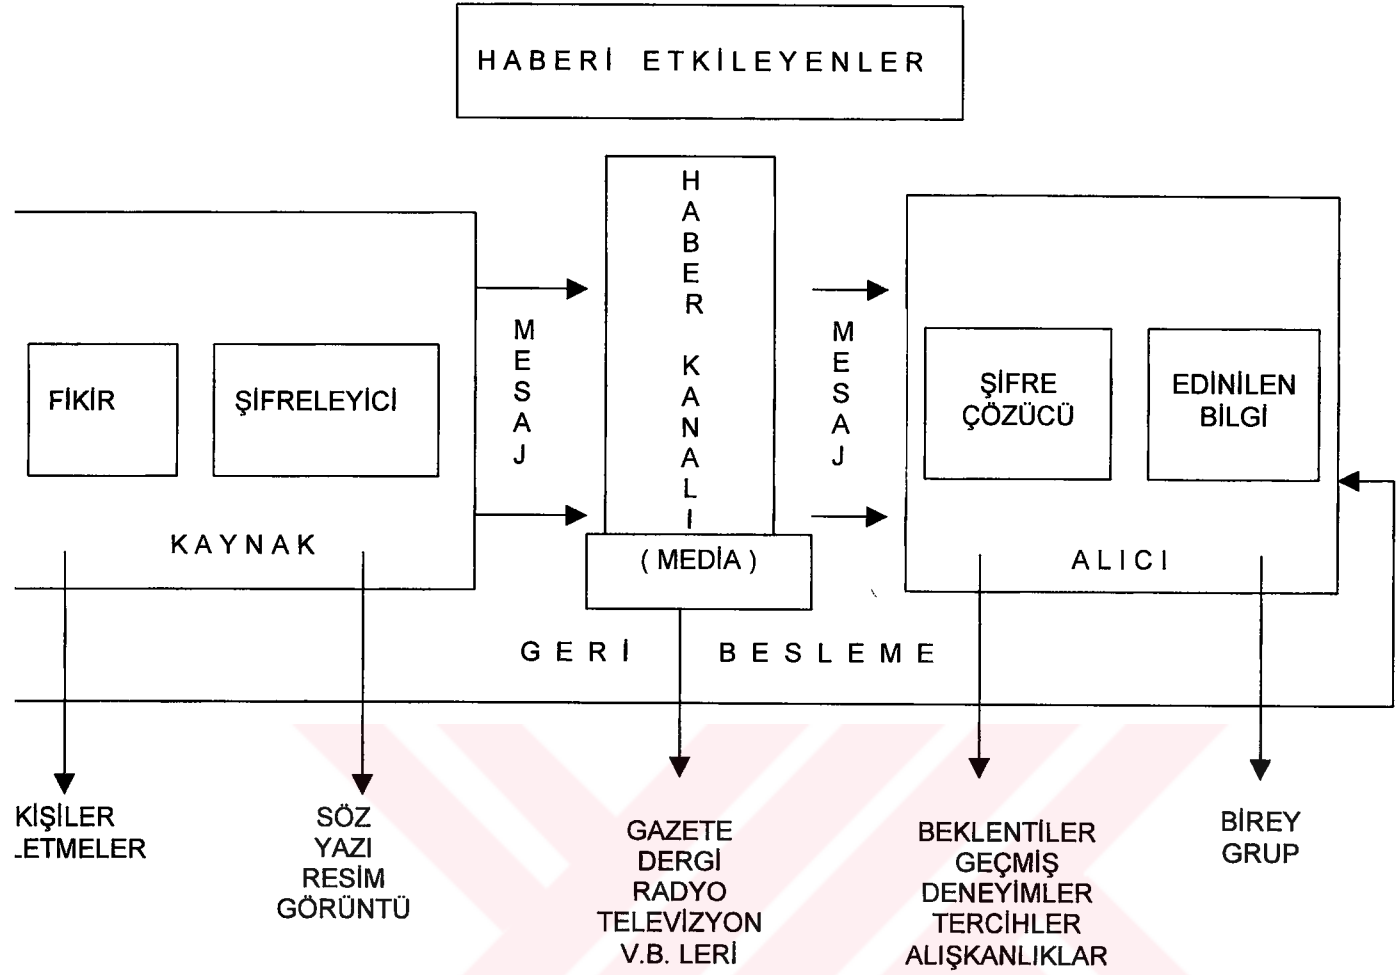 HABERİ ETKİLEYENLER
FİKİR
ŞİFRELEYİCİ
KAYNAK
MESAJ
HABER KANALI
( MEDİA )
MESAJ
ŞİFRE
ÇÖZÜCÜ
EDİNİLEN
BİLGİ
ALICI
GERİ BESLEME
KİŞİLER
LETMELER
SÖZ
YAZI
RESİM
GÖRÜNTÜ
GAZETE
DERGİ
RADYO
TELEVİZYON
V.B. LERİ
BEKLENTİLER
GEÇMİŞ
DENEYİMLER
TERCİHLER
ALIŞKANLIKLAR
BİREY
GRUP